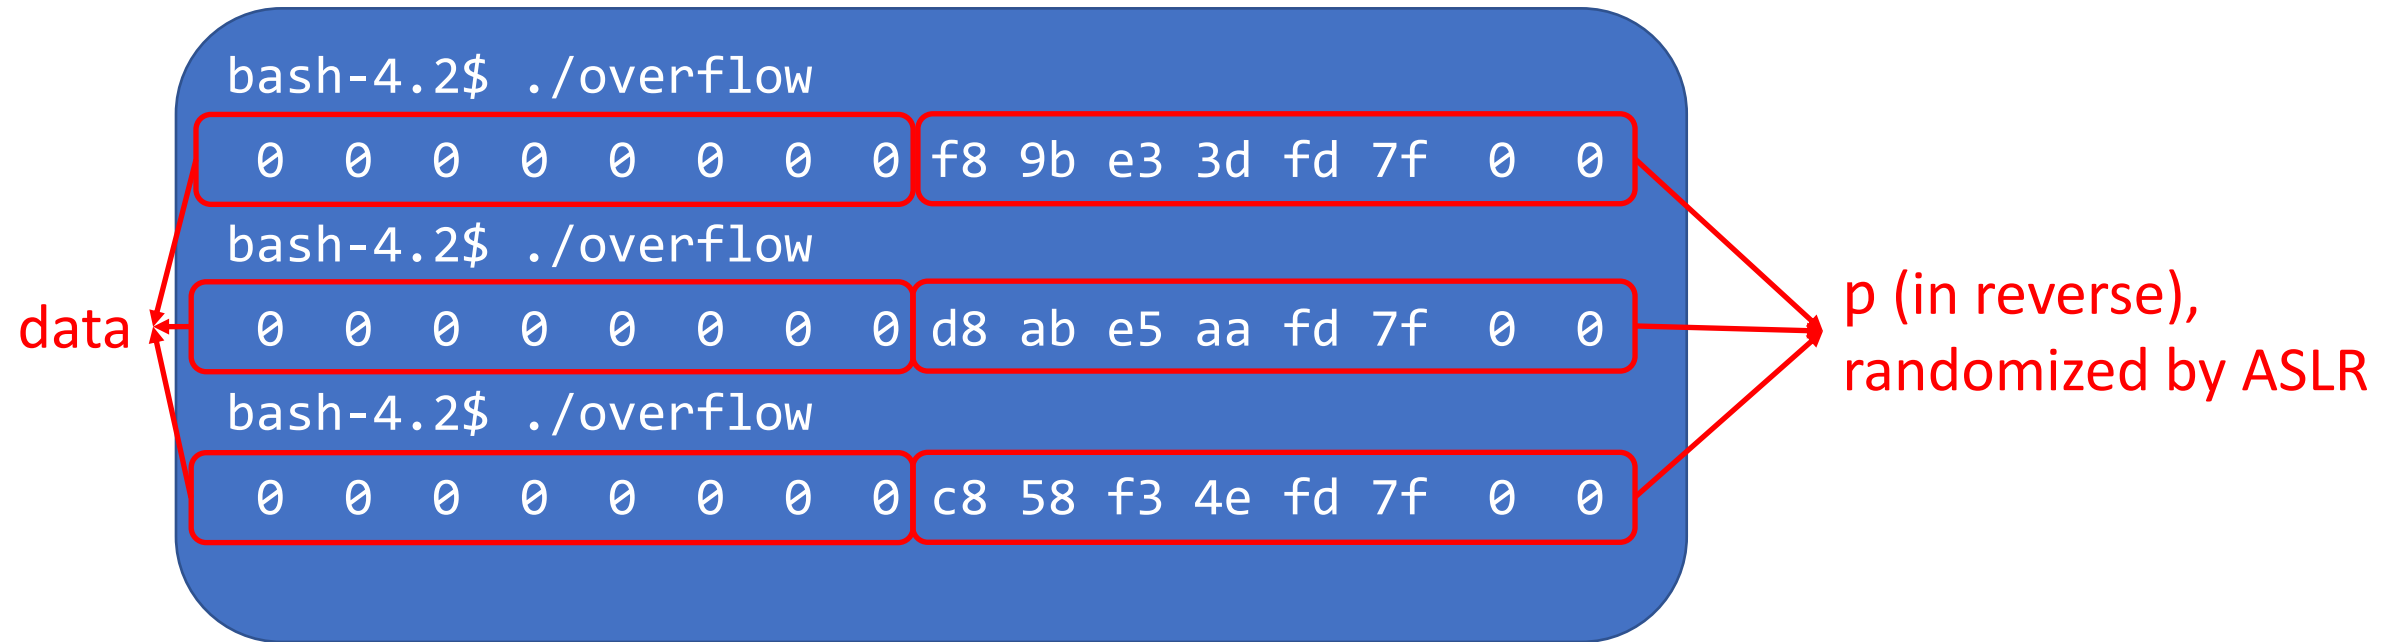 bash-4.2$ ./overflow
0 0 0 0 0 0 0 0 f8 9b e3 3d fd 7f 0 0
bash-4.2$ ./overflow
0 0 0 0 0 0 0 0 d8 ab e5 aa fd 7f 0 0
bash-4.2$ ./overflow
0 0 0 0 0 0 0 0 c8 58 f3 4e fd 7f 0 0
data
p (in reverse),
randomized by ASLR